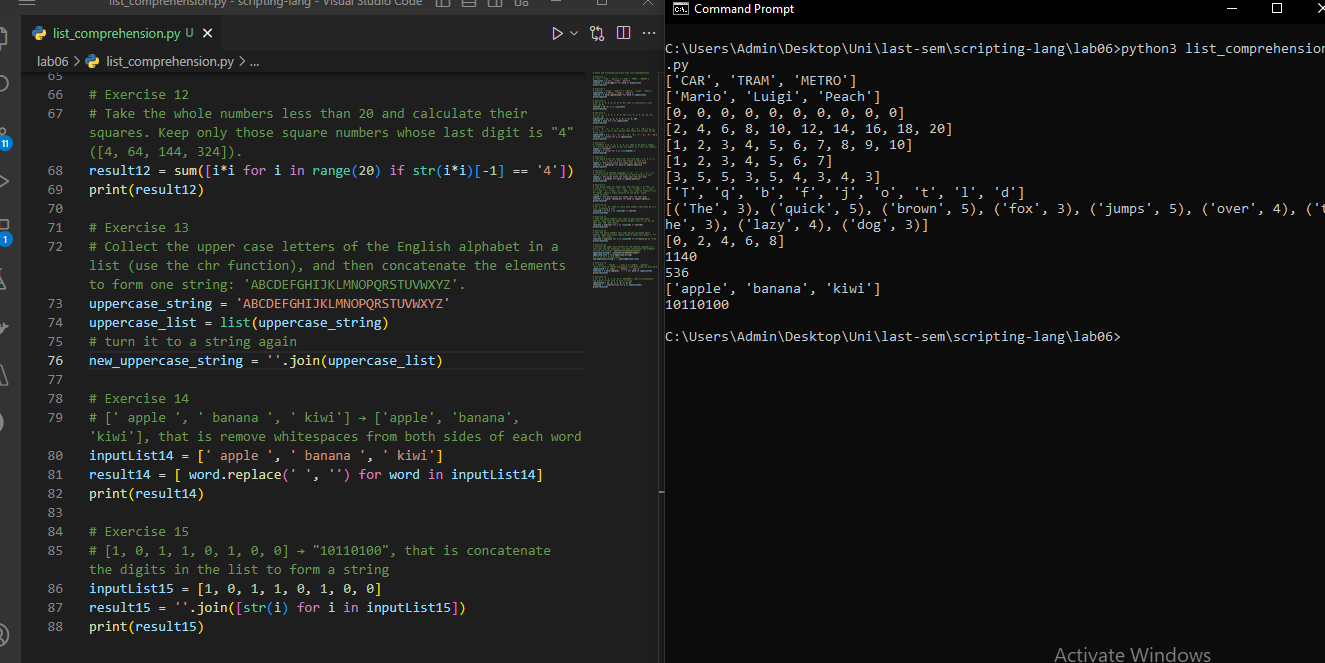 list_comprehension.py - scripting-lang - Visual Studio Code
list_comprehension.py U
lab06 > list_comprehension.py > ...
65
66 # Exercise 12
67 # Take the whole numbers less than 20 and calculate their
squares. Keep only those square numbers whose last digit is "4"
([4, 64, 144, 324]).
68 result12 = sum([i*i for i in range(20) if str(i*i)[-1] == '4'])
69 print(result12)
70
71 # Exercise 13
72 # Collect the upper case letters of the English alphabet in a
list (use the chr function), and then concatenate the elements
to form one string: 'ABCDEFGHIJKLMNOPQRSTUVWXYZ'.
73 uppercase_string = 'ABCDEFGHIJKLMNOPQRSTUVWXYZ'
74 uppercase_list = list(uppercase_string)
75 # turn it to a string again
76 new_uppercase_string = ''.join(uppercase_list)
77
78 # Exercise 14
79 # [' apple ', ' banana ', ' kiwi'] → ['apple', 'banana',
'kiwi'], that is remove whitespaces from both sides of each word
80 inputList14 = [' apple ', ' banana ', ' kiwi']
81 result14 = [ word.replace(' ', '') for word in inputList14]
82 print(result14)
83
84 # Exercise 15
85 # [1, 0, 1, 1, 0, 1, 0, 0] → "10110100", that is concatenate
the digits in the list to form a string
86 inputList15 = [1, 0, 1, 1, 0, 1, 0, 0]
87 result15 = ''.join([str(i) for i in inputList15])
88 print(result15)
11
1
Command Prompt
C:\Users\Admin\Desktop\Uni\last-sem\scripting-lang\lab06>python3 list_comprehension
.py
['CAR', 'TRAM', 'METRO']
['Mario', 'Luigi', 'Peach']
[0, 0, 0, 0, 0, 0, 0, 0, 0, 0]
[2, 4, 6, 8, 10, 12, 14, 16, 18, 20]
[1, 2, 3, 4, 5, 6, 7, 8, 9, 10]
[1, 2, 3, 4, 5, 6, 7]
[3, 5, 5, 3, 5, 4, 3, 4, 3]
['T', 'q', 'b', 'f', 'j', 'o', 't', 'l', 'd']
[('The', 3), ('quick', 5), ('brown', 5), ('fox', 3), ('jumps', 5), ('over', 4), ('t
he', 3), ('lazy', 4), ('dog', 3)]
[0, 2, 4, 6, 8]
1140
536
['apple', 'banana', 'kiwi']
10110100
C:\Users\Admin\Desktop\Uni\last-sem\scripting-lang\lab06>
Activate Windows